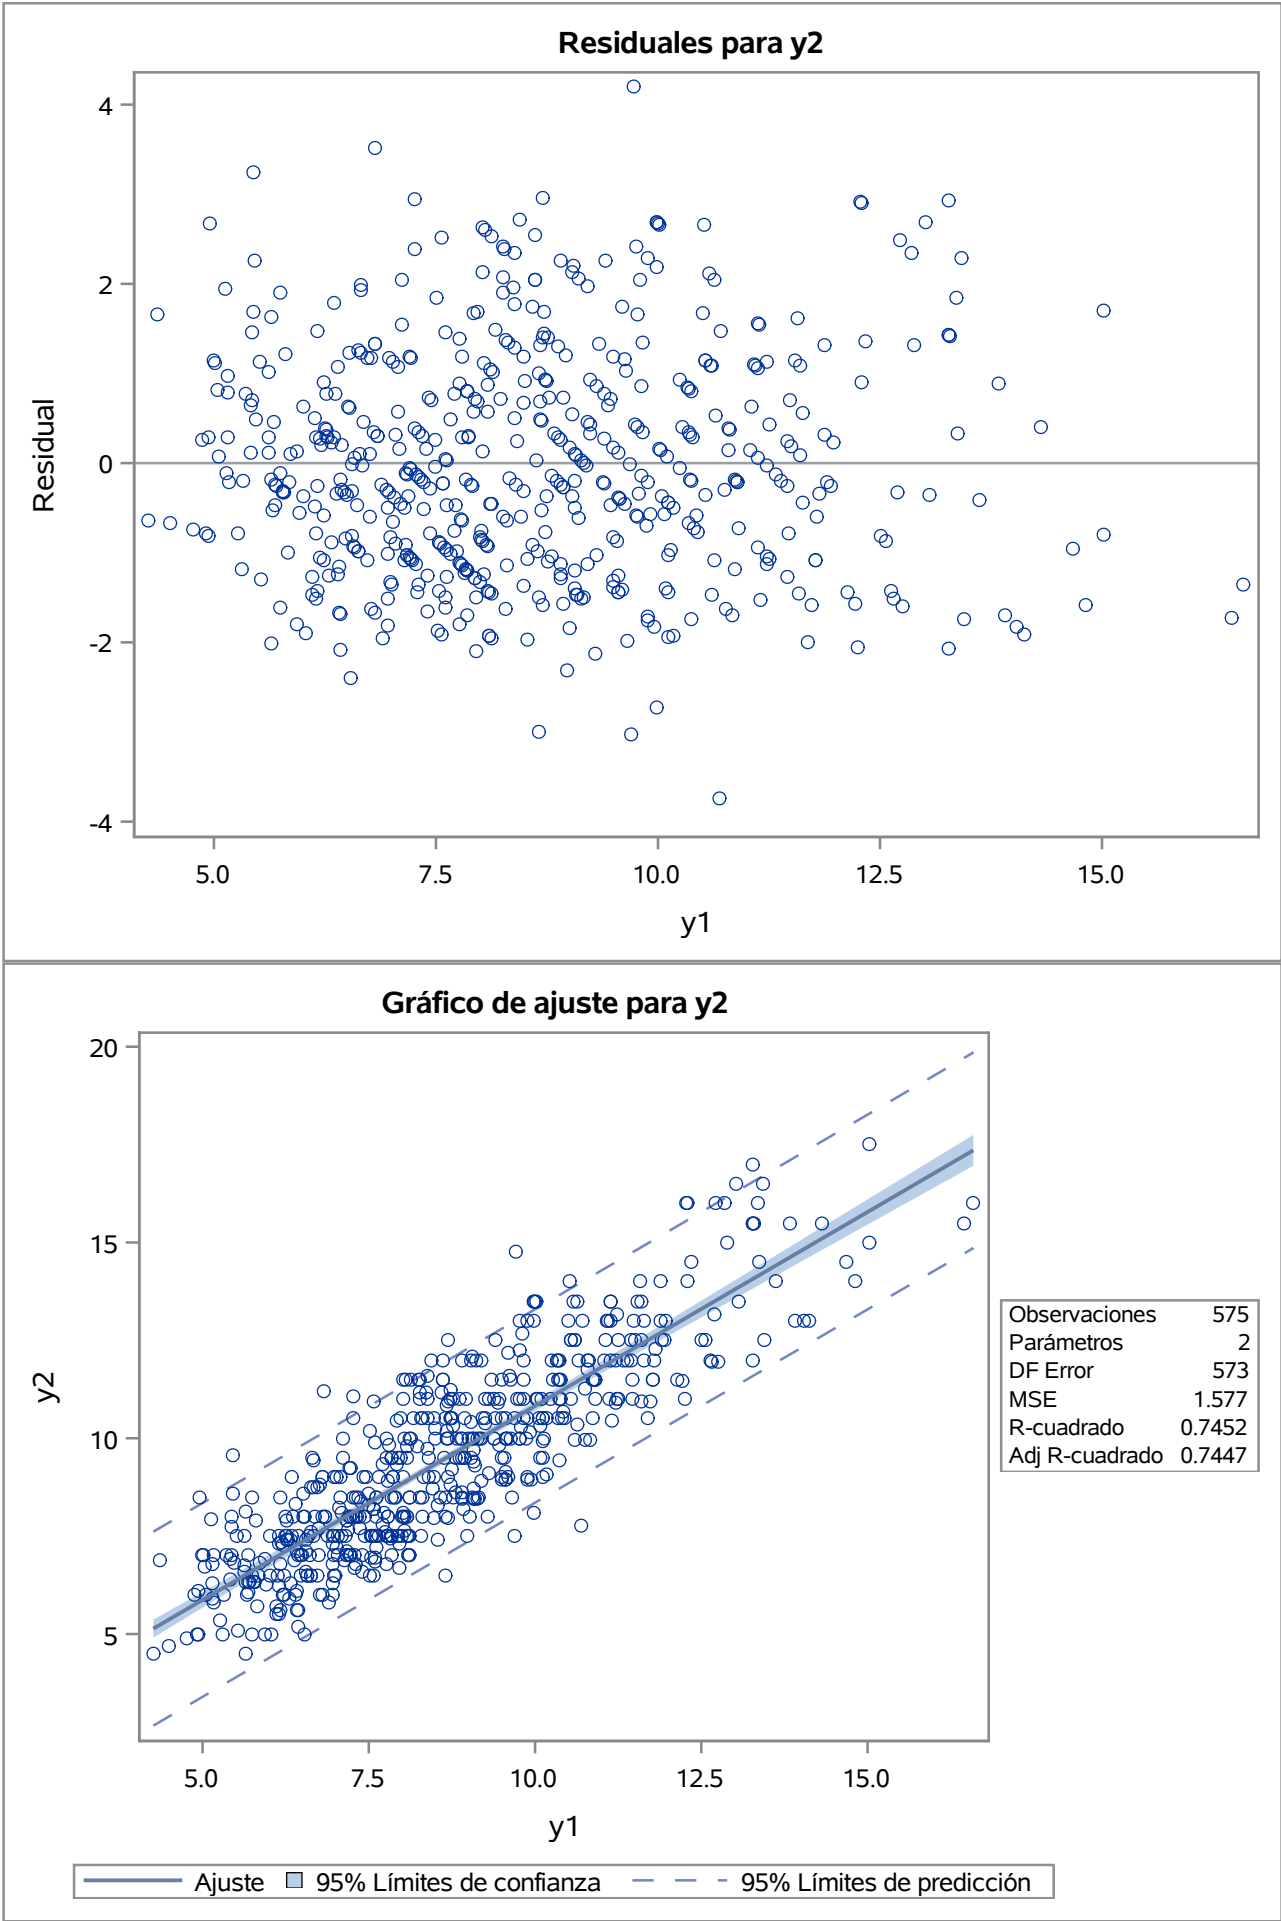 Residuales para y2
4
2
0
-2
-4
Residual
5.0 7.5 10.0 12.5 15.0
y1
Gráfico de ajuste para y2
20
15
10
5
y2
5.0 7.5 10.0 12.5 15.0
y1
Observaciones 575
Parámetros 2
DF Error 573
MSE 1.577
R-cuadrado 0.7452
Adj R-cuadrado 0.7447
Ajuste 95% Límites de confianza 95% Límites de predicción